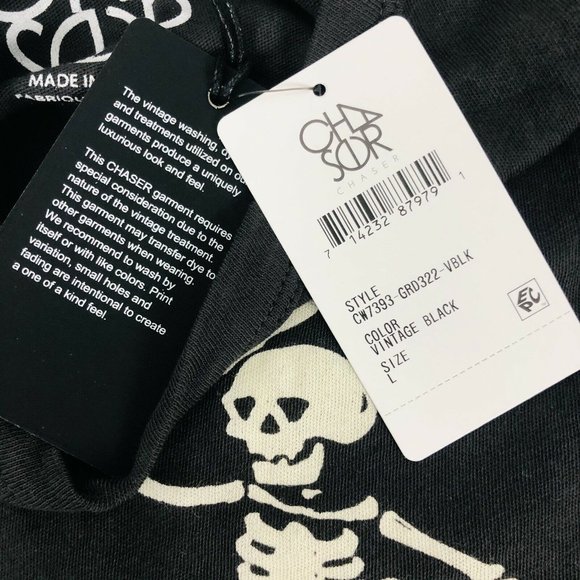 MADE IN
The vintage washing,
and treatments utilized on
garments produce a uniquely
luxurious look and feel.
This CHASER garment requires
special consideration due to the
nature of the vintage treatment.
This garment may transfer dye to
other garments when wearing.
We recommend to wash by
itself or with like colors. Print
variation, small holes and
fading are intentional to create
a one of a kind feel.
CHASER
CHASER
7 14232 87979 1
STYLE
CW7393-GRD322-VBLK
COLOR
VINTAGE BLACK
SIZE
L